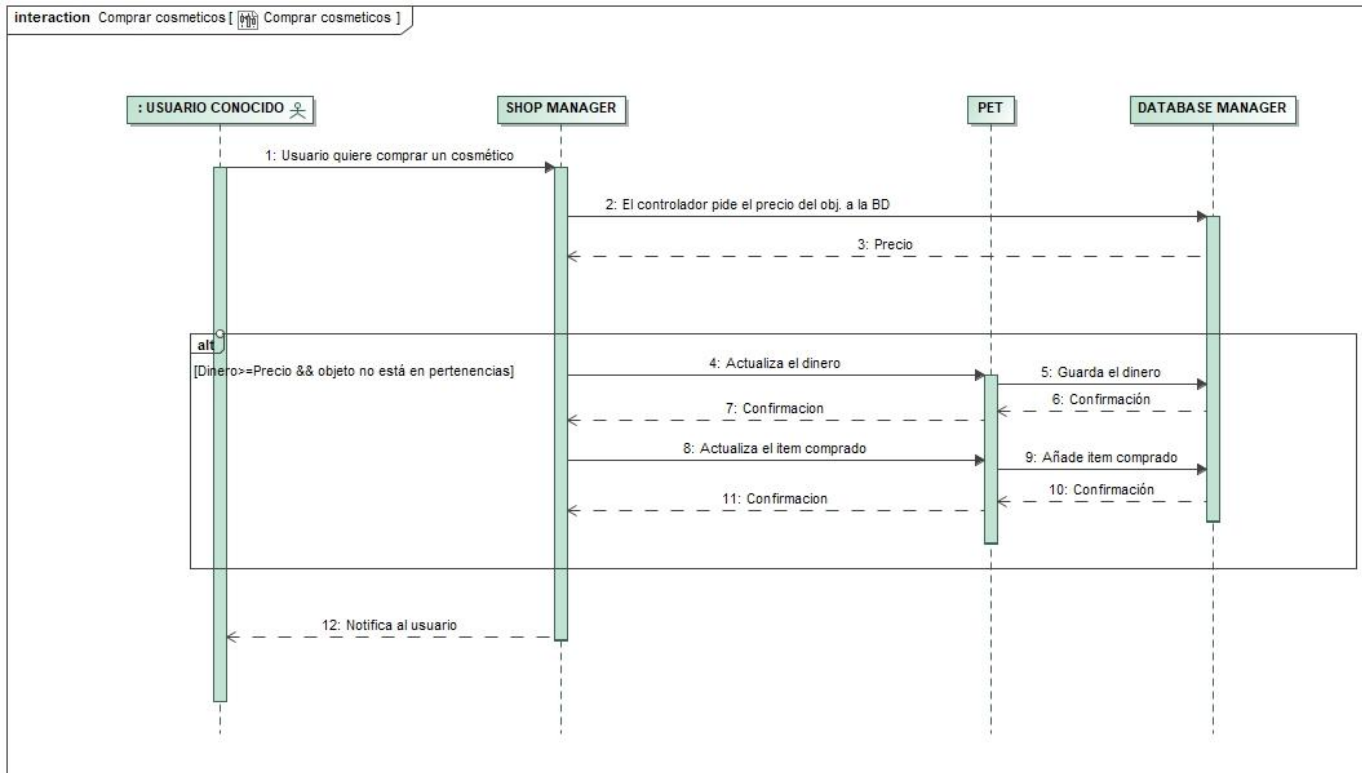 interaction Comprar cosmeticos [ Comprar cosmeticos ]
: USUARIO CONOCIDO
SHOP MANAGER
PET
DATABASE MANAGER
1: Usuario quiere comprar un cosmético
2: El controlador pide el precio del obj. a la BD
3: Precio
alt
[Dinero>=Precio && objeto no está en pertenencias]
4: Actualiza el dinero
5: Guarda el dinero
6: Confirmación
7: Confirmacion
8: Actualiza el item comprado
9: Añade item comprado
10: Confirmación
11: Confirmacion
12: Notifica al usuario